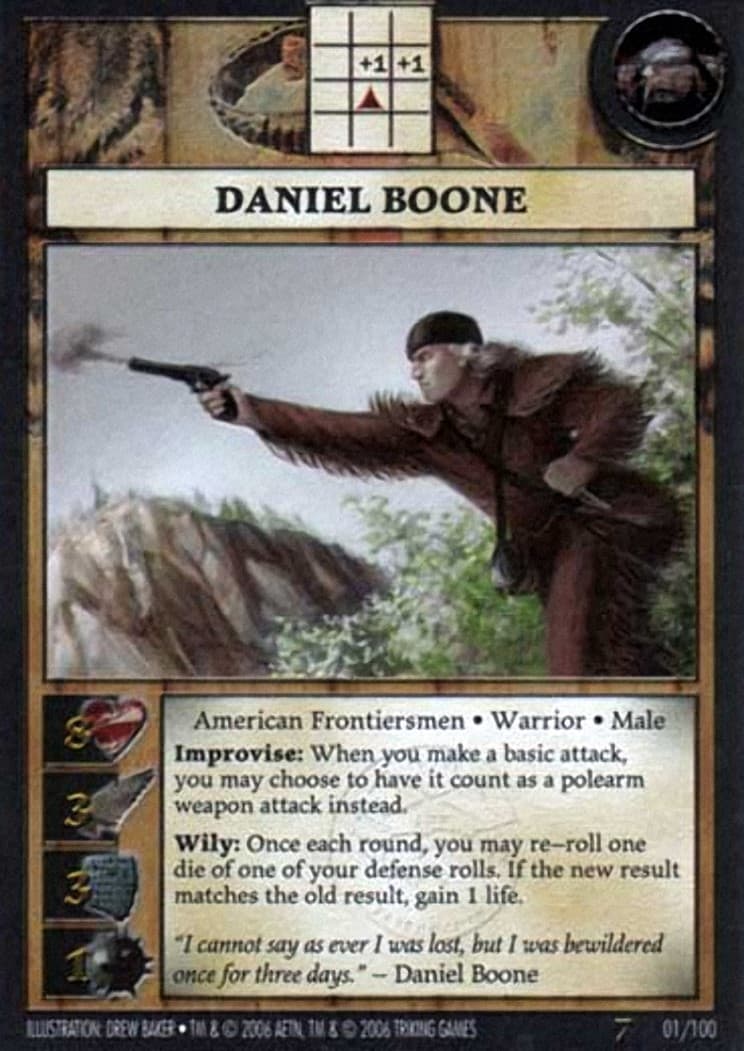 +1 +1
DANIEL BOONE
8
3
3
1
American Frontiersmen • Warrior • Male
Improvise: When you make a basic attack,
you may choose to have it count as a polearm
weapon attack instead.
Wily: Once each round, you may re-roll one
die of one of your defense rolls. If the new result
matches the old result, gain 1 life.
"I cannot say as ever I was lost, but I was bewildered
once for three days." – Daniel Boone
ILLUSTRATION: DREW BAKER • TM & © 2006 AETN, TM & © 2006 TRIKING GAMES 7 01/100